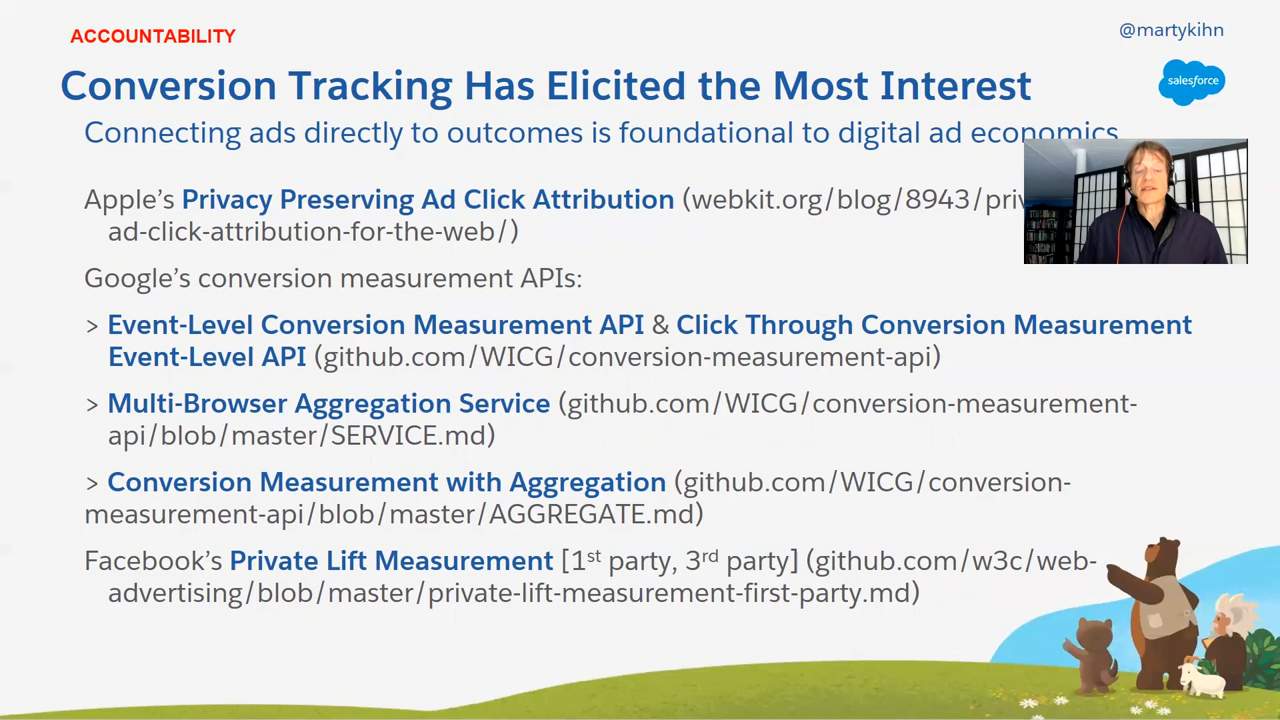 ACCOUNTABILITY
@martykihn
Conversion Tracking Has Elicited the Most Interest
salesforce
Connecting ads directly to outcomes is foundational to digital ad economics
Apple's Privacy Preserving Ad Click Attribution (webkit.org/blog/8943/
ad-click-attribution-for-the-web/)
Google's conversion measurement APIs:
> Event-Level Conversion Measurement API & Click Through Conversion Measurement
Event-Level API (github.com/WICG/conversion-measurement-api)
> Multi-Browser Aggregation Service (github.com/WICG/conversion-measurement-
api/blob/master/SERVICE.md)
> Conversion Measurement with Aggregation (github.com/WICG/conversion-
measurement-api/blob/master/AGGREGATE.md)
Facebook's Private Lift Measurement [1st party, 3rd party] (github.com/w3c/web-
advertising/blob/master/private-lift-measurement-first-party.md)